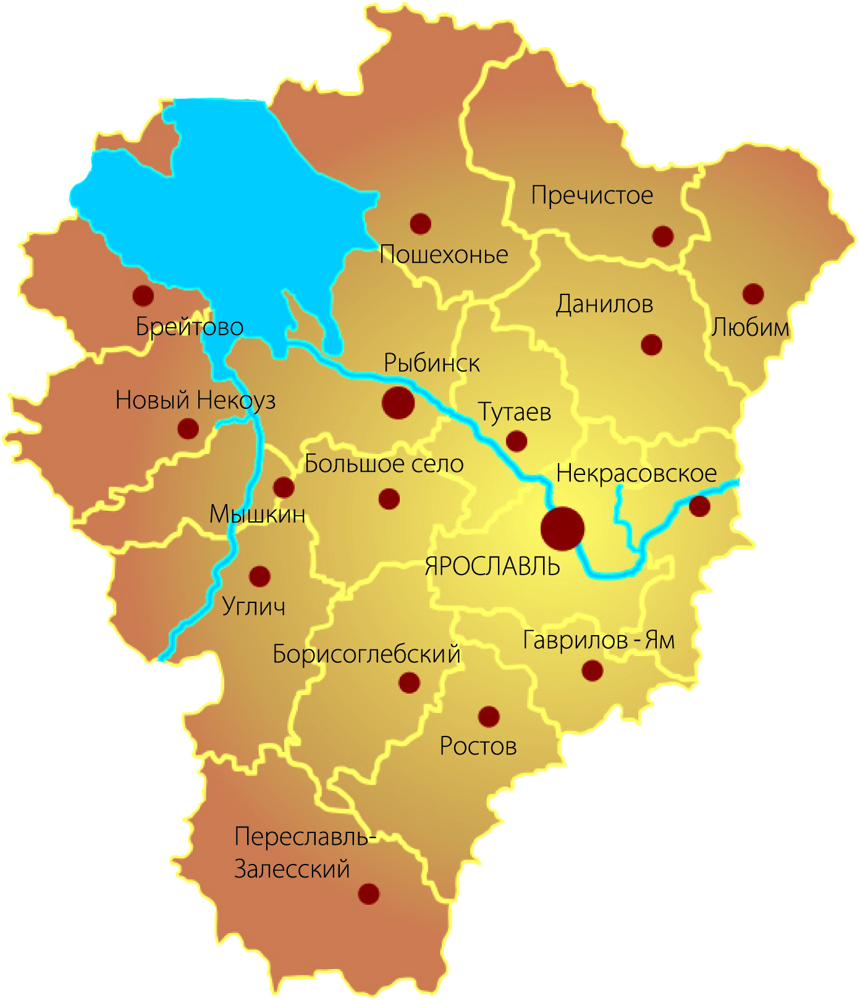 Пречистое
Пошехонье
Данилов
Любим
Брейтово
Рыбинск
Новый Некоуз
Тутаев
Большое село
Некрасовское
Мышкин
ЯРОСЛАВЛЬ
Углич
Гаврилов - Ям
Борисоглебский
Ростов
Переславль-
Залесский